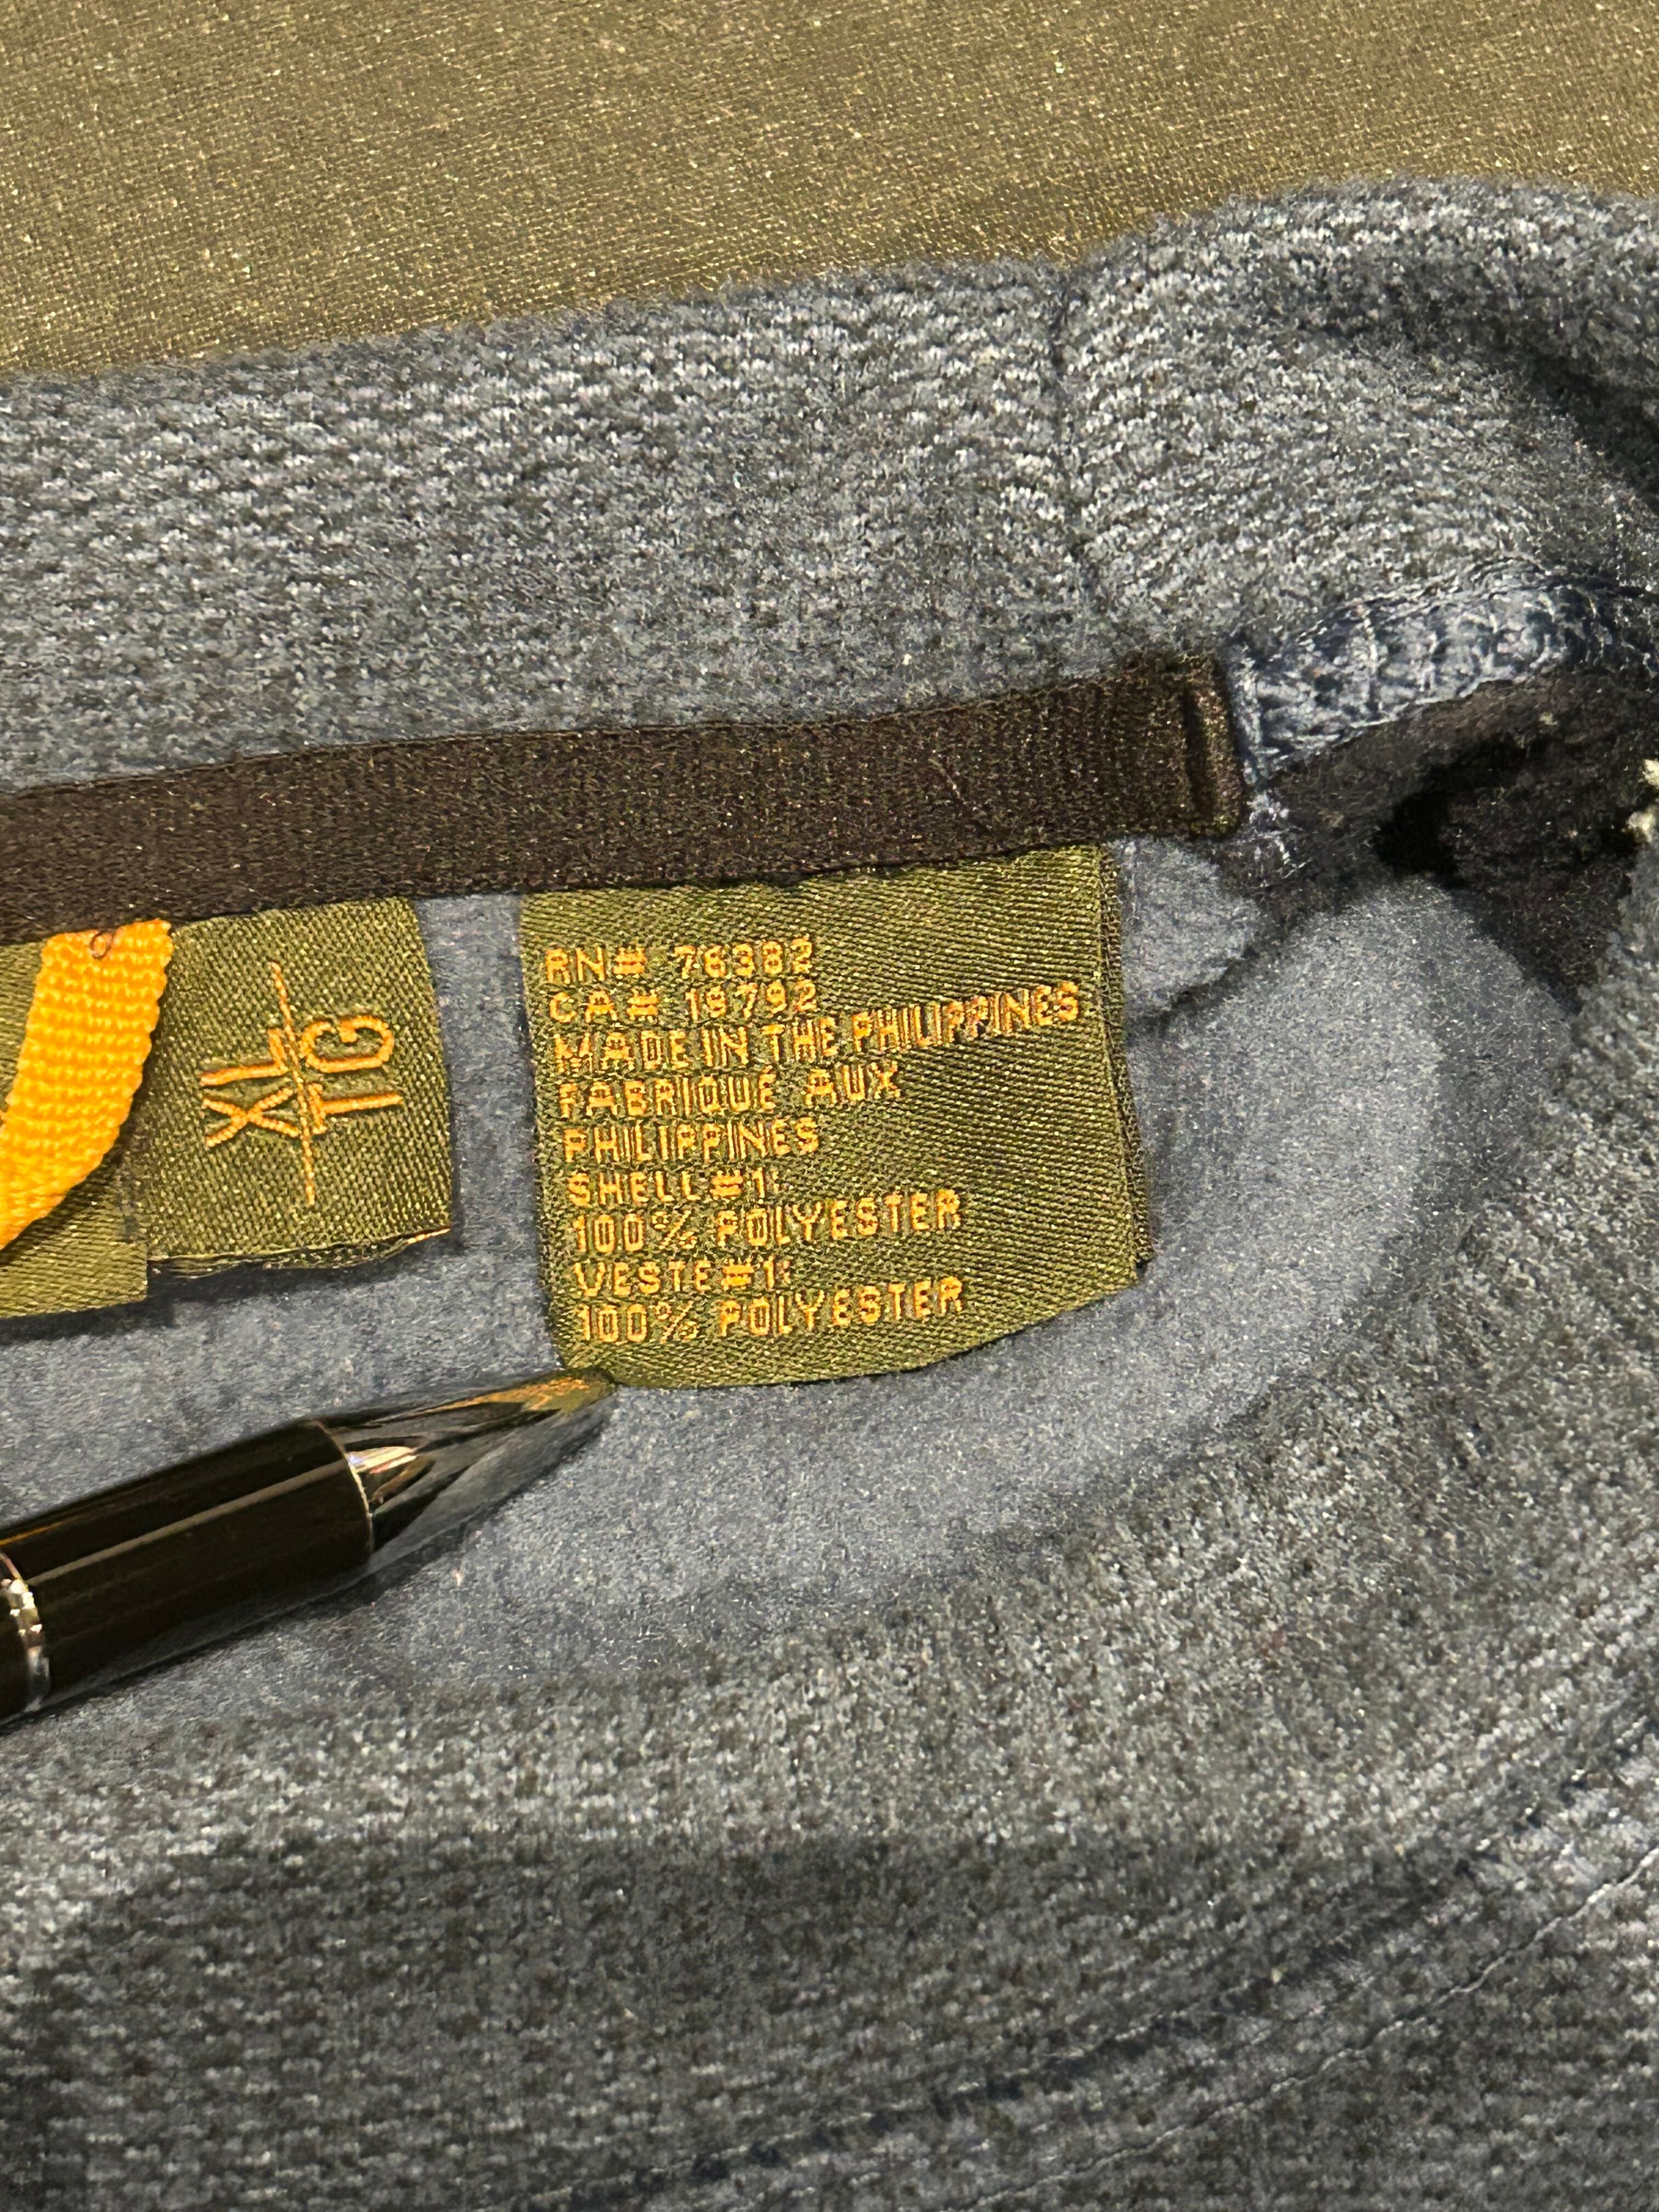 XL
TG
RN# 76382
CA# 19792
MADE IN THE PHILIPPINES
FABRIQUÉ AUX
PHILIPPINES
SHELL#1:
100% POLYESTER
VESTE#1:
100% POLYESTER